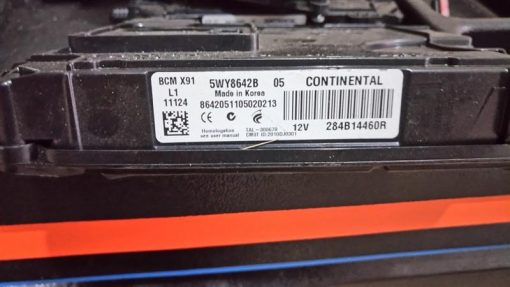 BCM X91
L1
11124
5WY8642B 05 CONTINENTAL
Made in Korea
8642051105020213
Homologation
see user manual
12V 284B14460R